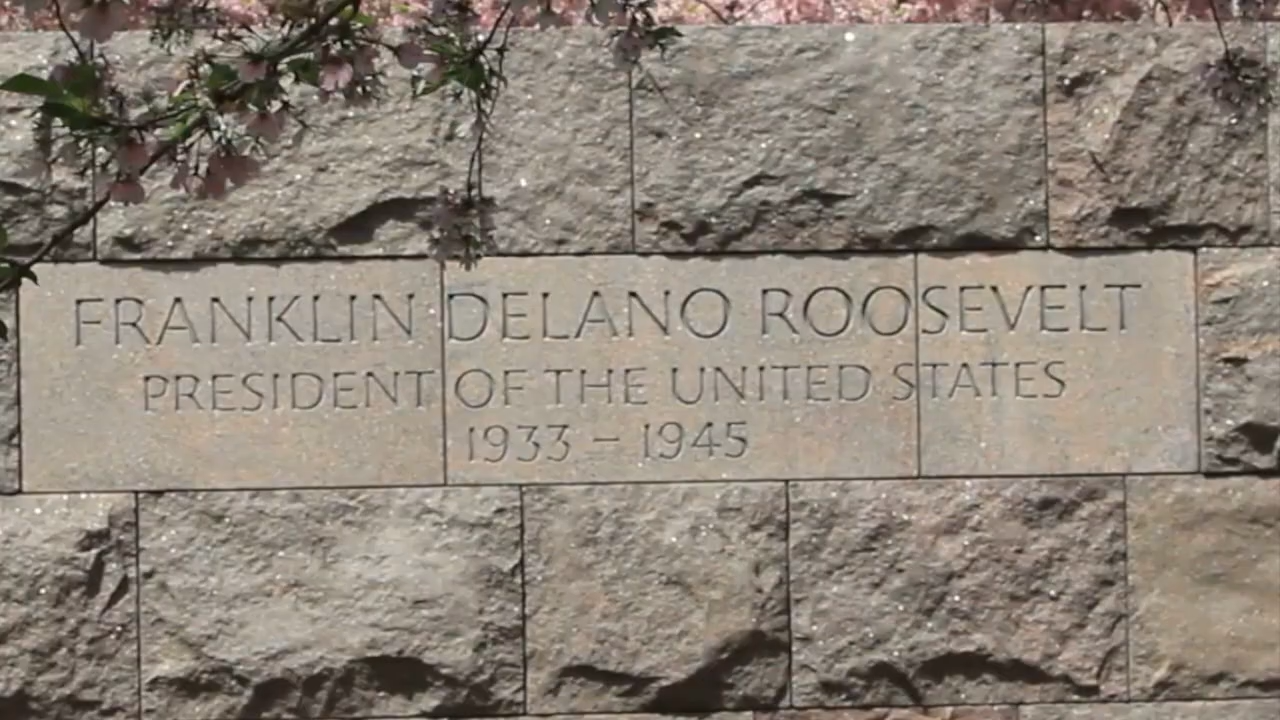 FRANKLIN DELANO ROOSEVELT
PRESIDENT OF THE UNITED STATES
1933 – 1945